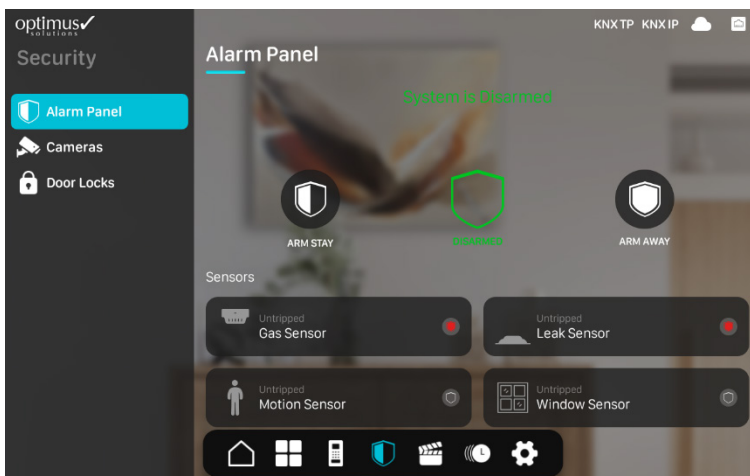 optimus
solutions
KNX TP KNX IP
Security
Alarm Panel
Alarm Panel
Cameras
Door Locks
System is Disarmed
ARM STAY
DISARMED
ARM AWAY
Sensors
Untripped
Gas Sensor
Untripped
Leak Sensor
Untripped
Motion Sensor
Untripped
Window Sensor